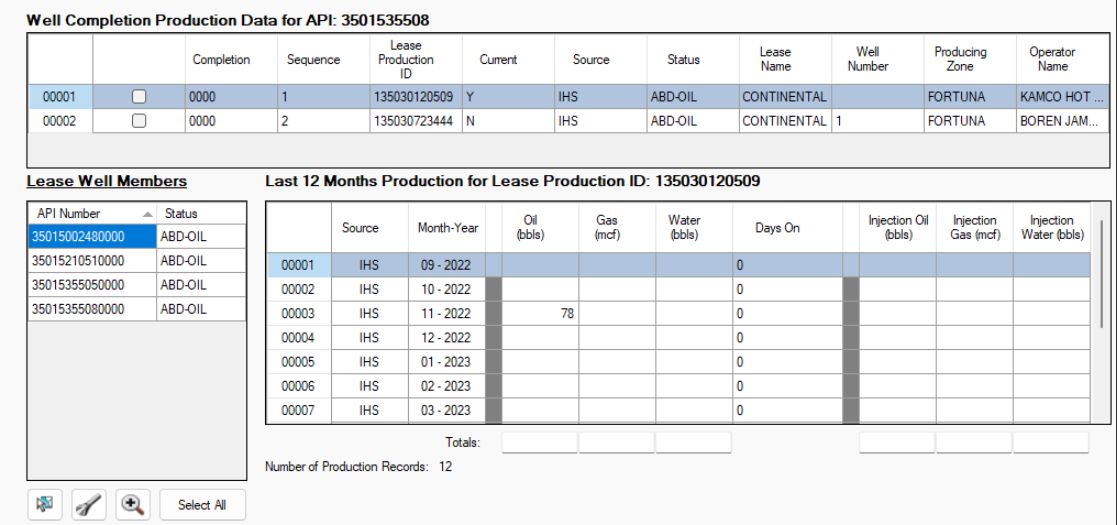 Well Completion Production Data for API: 3501535508
Completion Sequence Lease Production ID Current Source Status Lease Name Well Number Producing Zone Operator Name
00001 0000 1 135030120509 Y IHS ABD-OIL CONTINENTAL FORTUNA KAMCO HOT ...
00002 0000 2 135030723444 N IHS ABD-OIL CONTINENTAL 1 FORTUNA BOREN JAM...
Lease Well Members
API Number Status
35015002480000 ABD-OIL
35015210510000 ABD-OIL
35015355050000 ABD-OIL
35015355080000 ABD-OIL
Select All
Last 12 Months Production for Lease Production ID: 135030120509
Source Month-Year Oil (bbls) Gas (mcf) Water (bbls) Days On Injection Oil (bbls) Injection Gas (mcf) Injection Water (bbls)
00001 IHS 09 - 2022 0
00002 IHS 10 - 2022 0
00003 IHS 11 - 2022 78 0
00004 IHS 12 - 2022 0
00005 IHS 01 - 2023 0
00006 IHS 02 - 2023 0
00007 IHS 03 - 2023 0
Totals:
Number of Production Records: 12